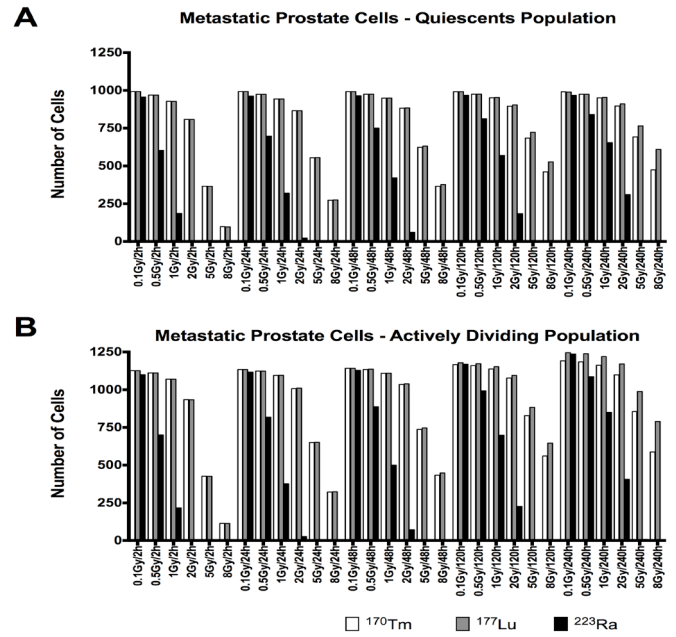 A
Metastatic Prostate Cells - Quiescents Population
Number of Cells
1250
1000
750
500
250
0
0.1Gy/2h
0.5Gy/2h
1Gy/2h
2Gy/2h
5Gy/2h
8Gy/2h
0.1Gy/24h
0.5Gy/24h
1Gy/24h
2Gy/24h
5Gy/24h
8Gy/24h
0.1Gy/48h
0.5Gy/48h
1Gy/48h
2Gy/48h
5Gy/48h
8Gy/48h
0.1Gy/120h
0.5Gy/120h
1Gy/120h
2Gy/120h
5Gy/120h
8Gy/120h
0.1Gy/240h
0.5Gy/240h
1Gy/240h
2Gy/240h
5Gy/240h
8Gy/240h
B
Metastatic Prostate Cells - Actively Dividing Population
Number of Cells
1250
1000
750
500
250
0
0.1Gy/2h
0.5Gy/2h
1Gy/2h
2Gy/2h
5Gy/2h
8Gy/2h
0.1Gy/24h
0.5Gy/24h
1Gy/24h
2Gy/24h
5Gy/24h
8Gy/24h
0.1Gy/48h
0.5Gy/48h
1Gy/48h
2Gy/48h
5Gy/48h
8Gy/48h
0.1Gy/120h
0.5Gy/120h
1Gy/120h
2Gy/120h
5Gy/120h
8Gy/120h
0.1Gy/240h
0.5Gy/240h
1Gy/240h
2Gy/240h
5Gy/240h
8Gy/240h
¹⁷⁰Tm ¹⁷⁷Lu ²²³Ra